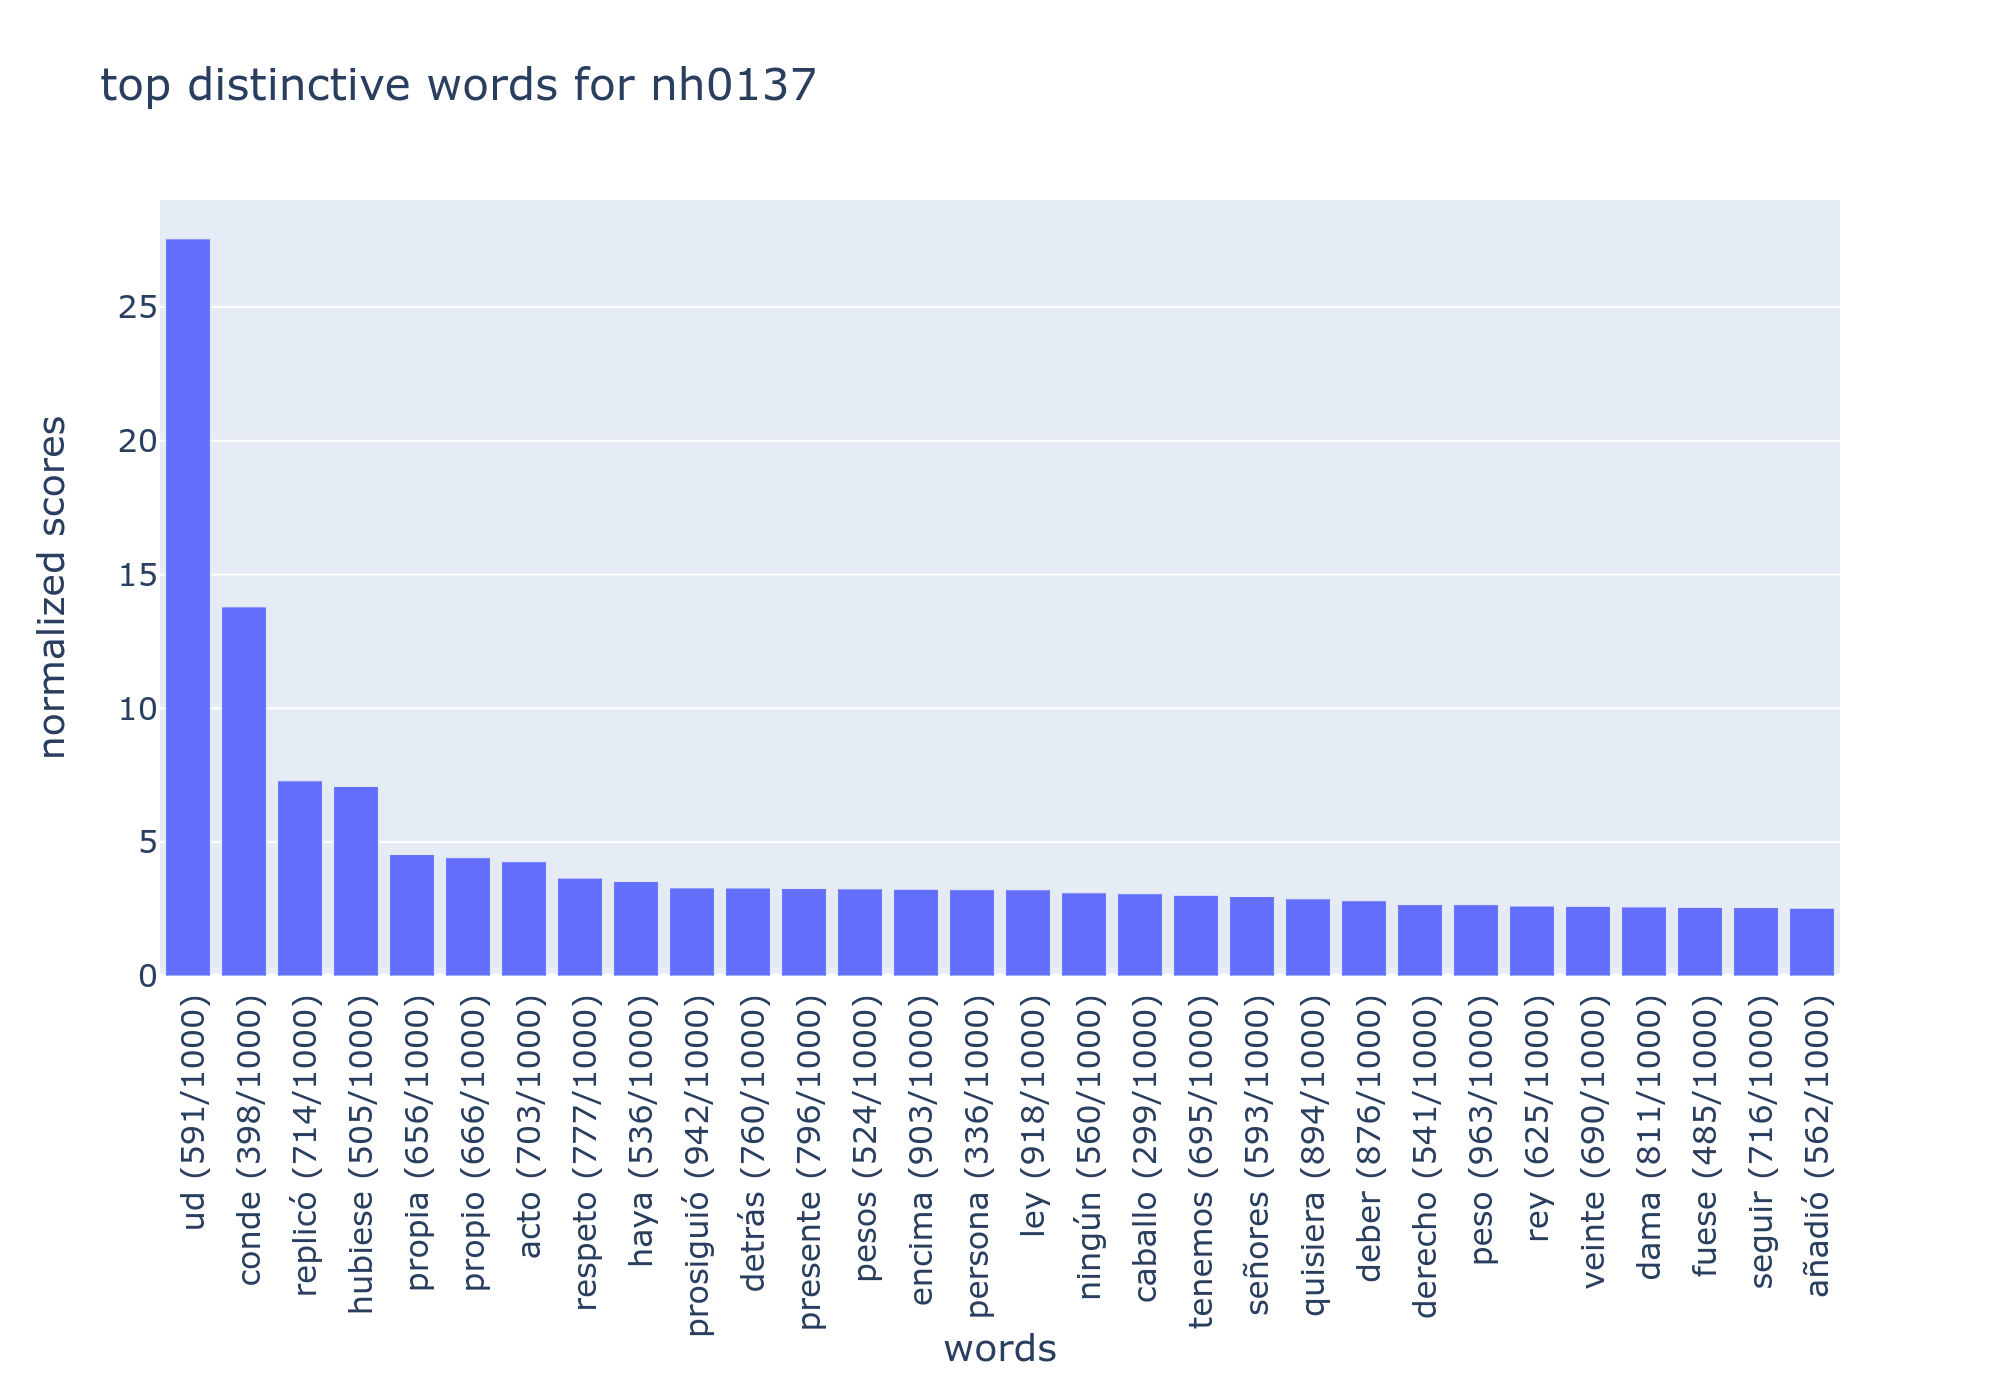 top distinctive words for nh0137
normalized scores
25
20
15
10
5
0
ud (591/1000)
conde (398/1000)
replicó (714/1000)
hubiese (505/1000)
propia (656/1000)
propio (666/1000)
acto (703/1000)
respeto (777/1000)
haya (536/1000)
prosiguió (942/1000)
detrás (760/1000)
presente (796/1000)
pesos (524/1000)
encima (903/1000)
persona (336/1000)
ley (918/1000)
ningún (560/1000)
caballo (299/1000)
tenemos (695/1000)
señores (593/1000)
quisiera (894/1000)
deber (876/1000)
derecho (541/1000)
peso (963/1000)
rey (625/1000)
veinte (690/1000)
dama (811/1000)
fuese (485/1000)
seguir (716/1000)
añadió (562/1000)
words